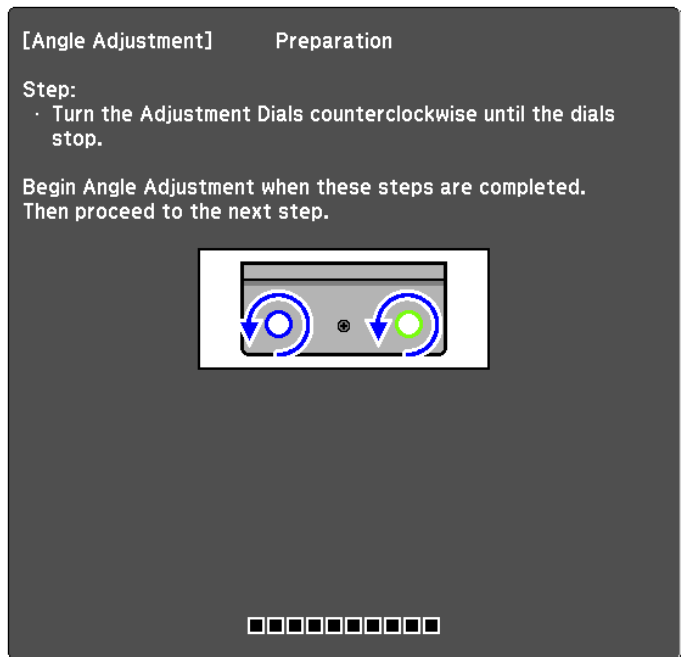 [Angle Adjustment] Preparation
Step:
· Turn the Adjustment Dials counterclockwise until the dials
stop.
Begin Angle Adjustment when these steps are completed.
Then proceed to the next step.